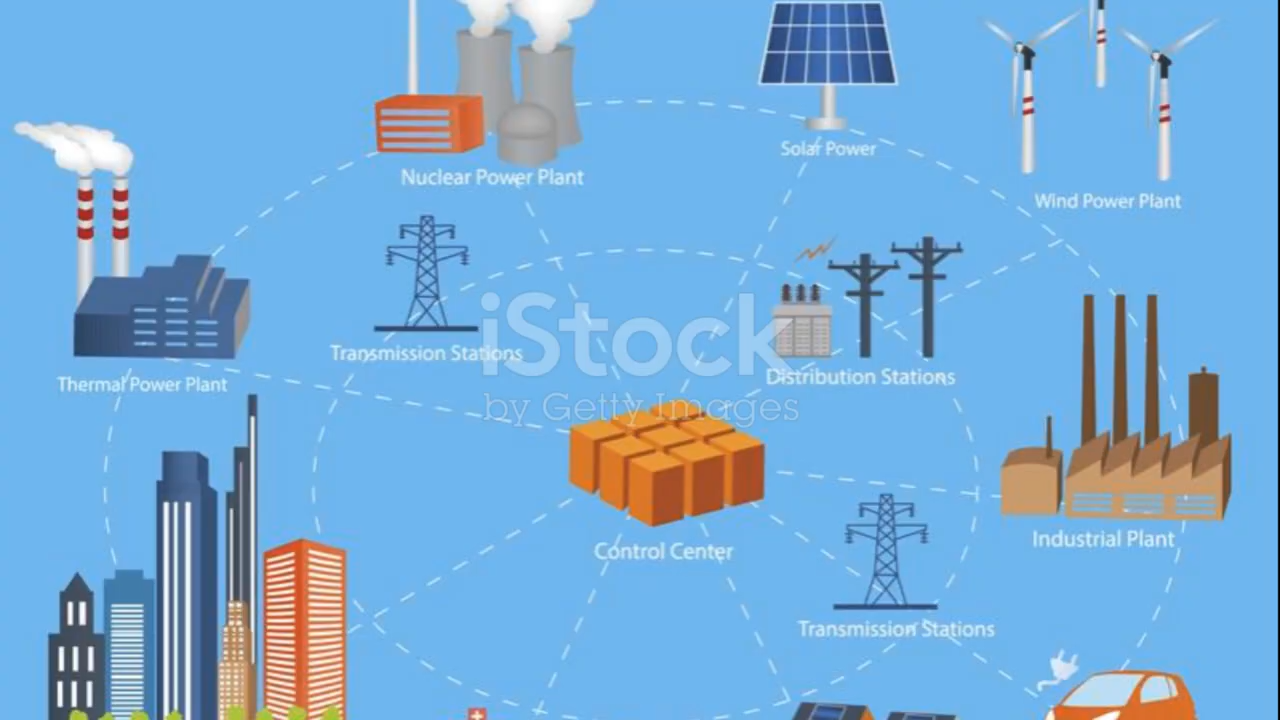 Solar Power
Nuclear Power Plant
Wind Power Plant
iStock
by Getty Images
Transmission Stations
Distribution Stations
Thermal Power Plant
Control Center
Industrial Plant
Transmission Stations